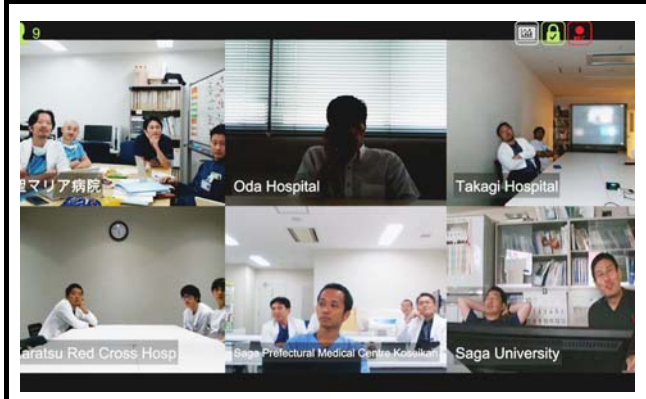 9
聖マリア病院
Oda Hospital
Takagi Hospital
aratsu Red Cross Hosp
Saga Prefectural Medical Centre Koseikan
Saga University